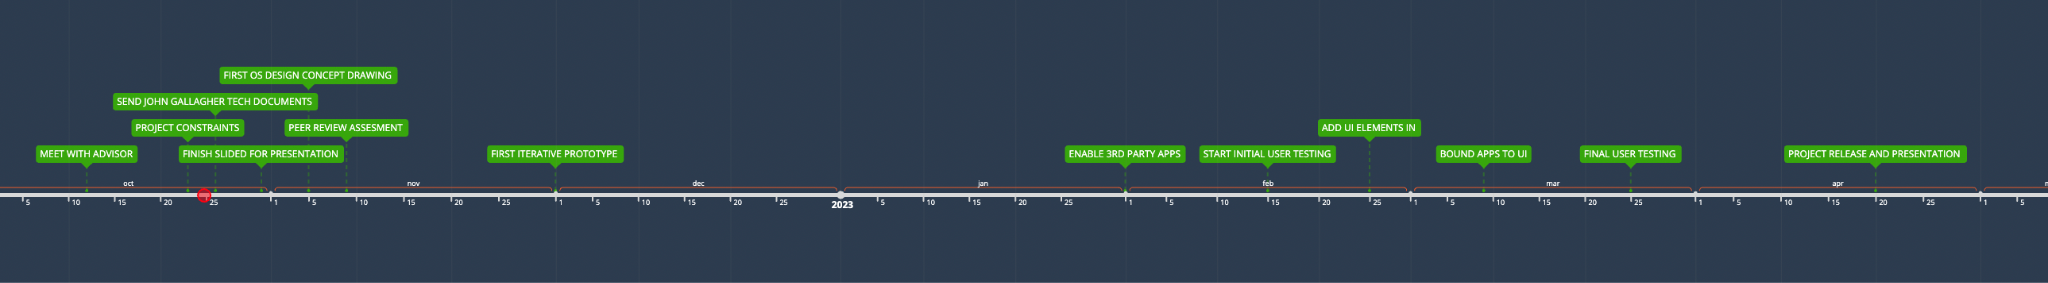 FIRST OS DESIGN CONCEPT DRAWING
SEND JOHN GALLAGHER TECH DOCUMENTS
PROJECT CONSTRAINTS
PEER REVIEW ASSESMENT
ADD UI ELEMENTS IN
MEET WITH ADVISOR
FINISH SLIDED FOR PRESENTATION
FIRST ITERATIVE PROTOTYPE
ENABLE 3RD PARTY APPS
START INITIAL USER TESTING
BOUND APPS TO UI
FINAL USER TESTING
PROJECT RELEASE AND PRESENTATION
oct nov dec jan feb mar apr
5 10 15 20 25 1 5 10 15 20 25 1 5 10 15 20 25 2023 5 10 15 20 25 1 5 10 15 20 25 1 5 10 15 20 25 1 5 10 15 20 25 1 5